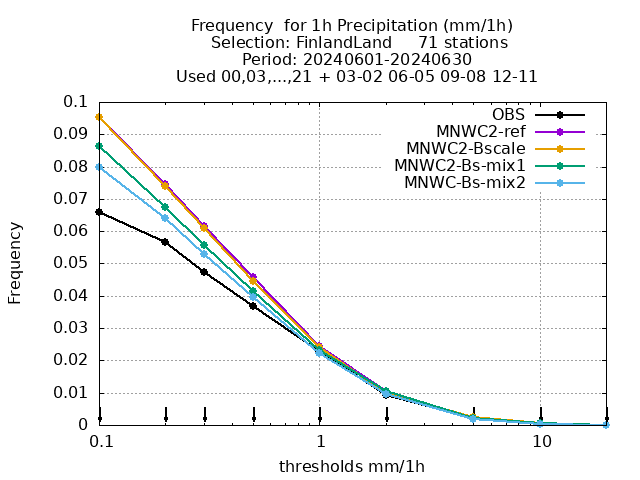 Frequency  for 1h Precipitation (mm/1h)
Selection: FinlandLand     71 stations
Period: 20240601-20240630
Used 00,03,...,21 + 03-02 06-05 09-08 12-11
OBS
MNWC2-ref
MNWC2-Bscale
MNWC2-Bs-mix1
MNWC-Bs-mix2
Frequency
0.1
0.09
0.08
0.07
0.06
0.05
0.04
0.03
0.02
0.01
0
0.1 1 10
thresholds mm/1h